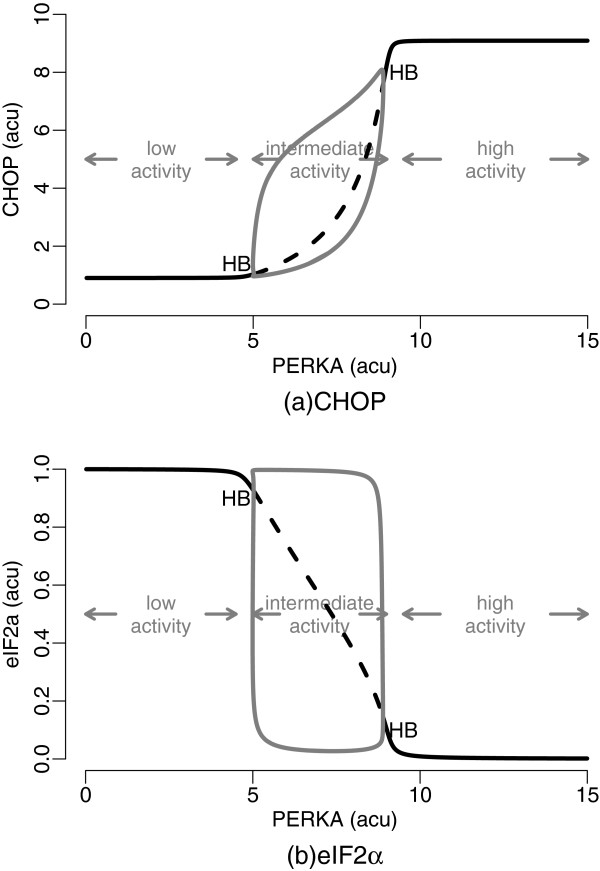 CHOP (acu)
10
8
6
4
2
0
HB
HB
low
activity
intermediate
activity
high
activity
0 5 10 15
PERKA (acu)
(a)CHOP
eIF2a (acu)
1.0
0.8
0.6
0.4
0.2
0.0
HB
HB
low
activity
intermediate
activity
high
activity
0 5 10 15
PERKA (acu)
(b)eIF2α